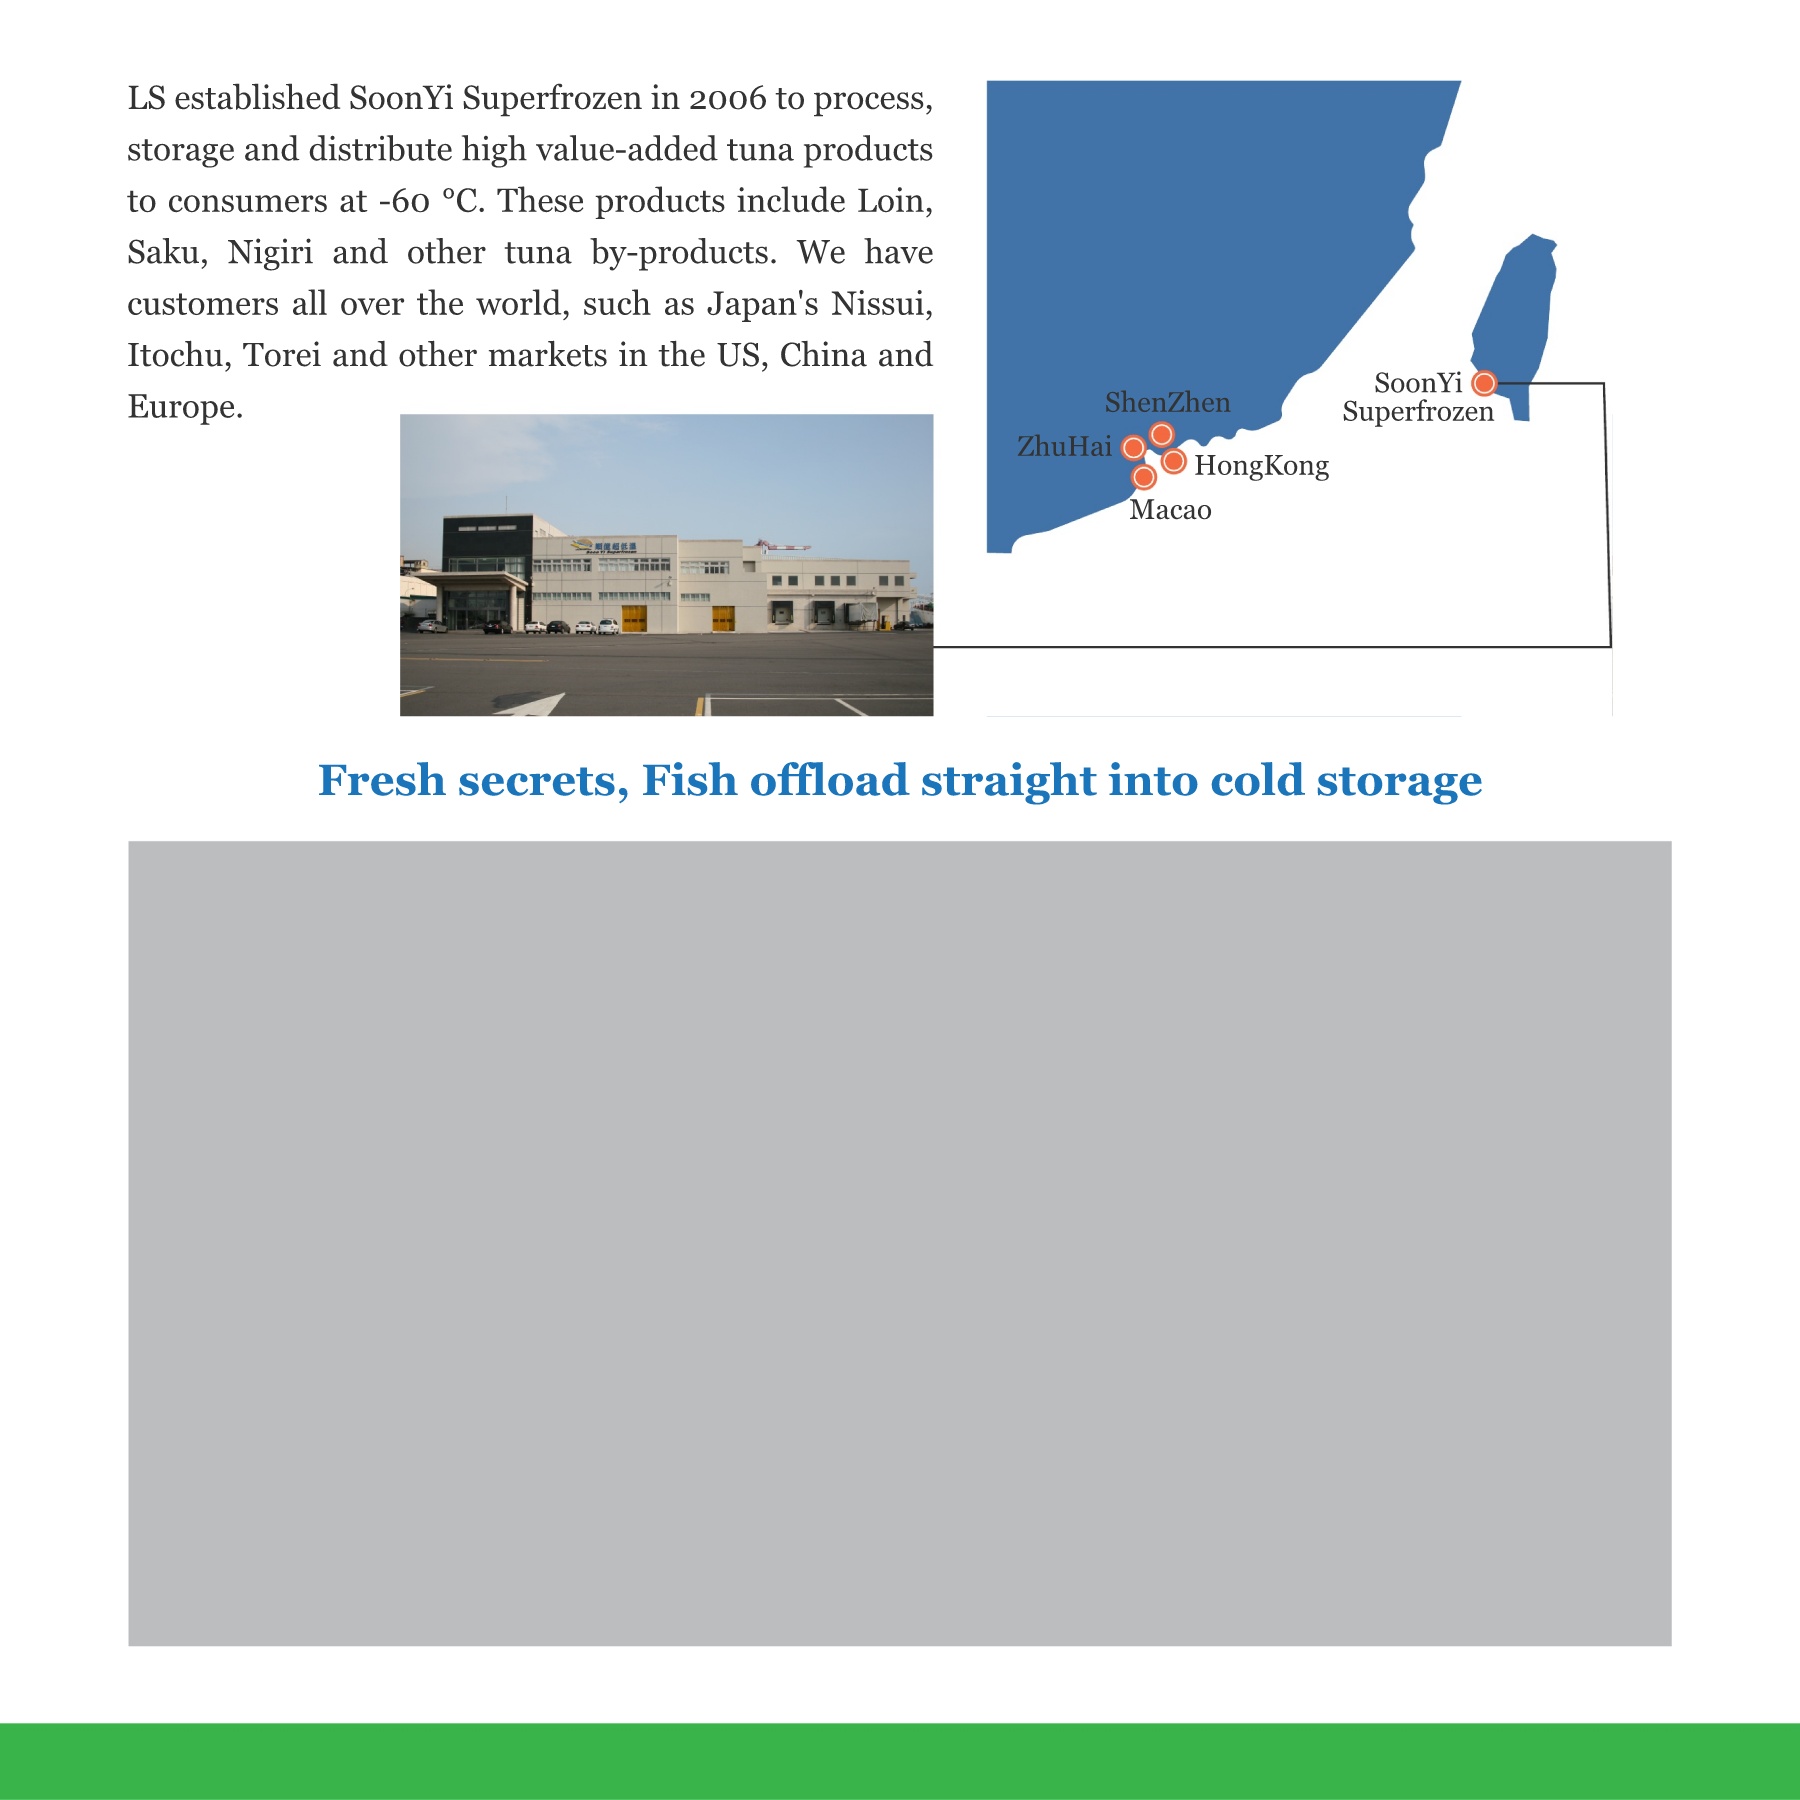 LS established SoonYi Superfrozen in 2006 to process,
storage and distribute high value-added tuna products
to consumers at -60 °C. These products include Loin,
Saku, Nigiri and other tuna by-products. We have
customers all over the world, such as Japan's Nissui,
Itochu, Torei and other markets in the US, China and
Europe.
ShenZhen
ZhuHai
HongKong
Macao
SoonYi
Superfrozen
Soon Yi Superfrozen
Fresh secrets, Fish offload straight into cold storage